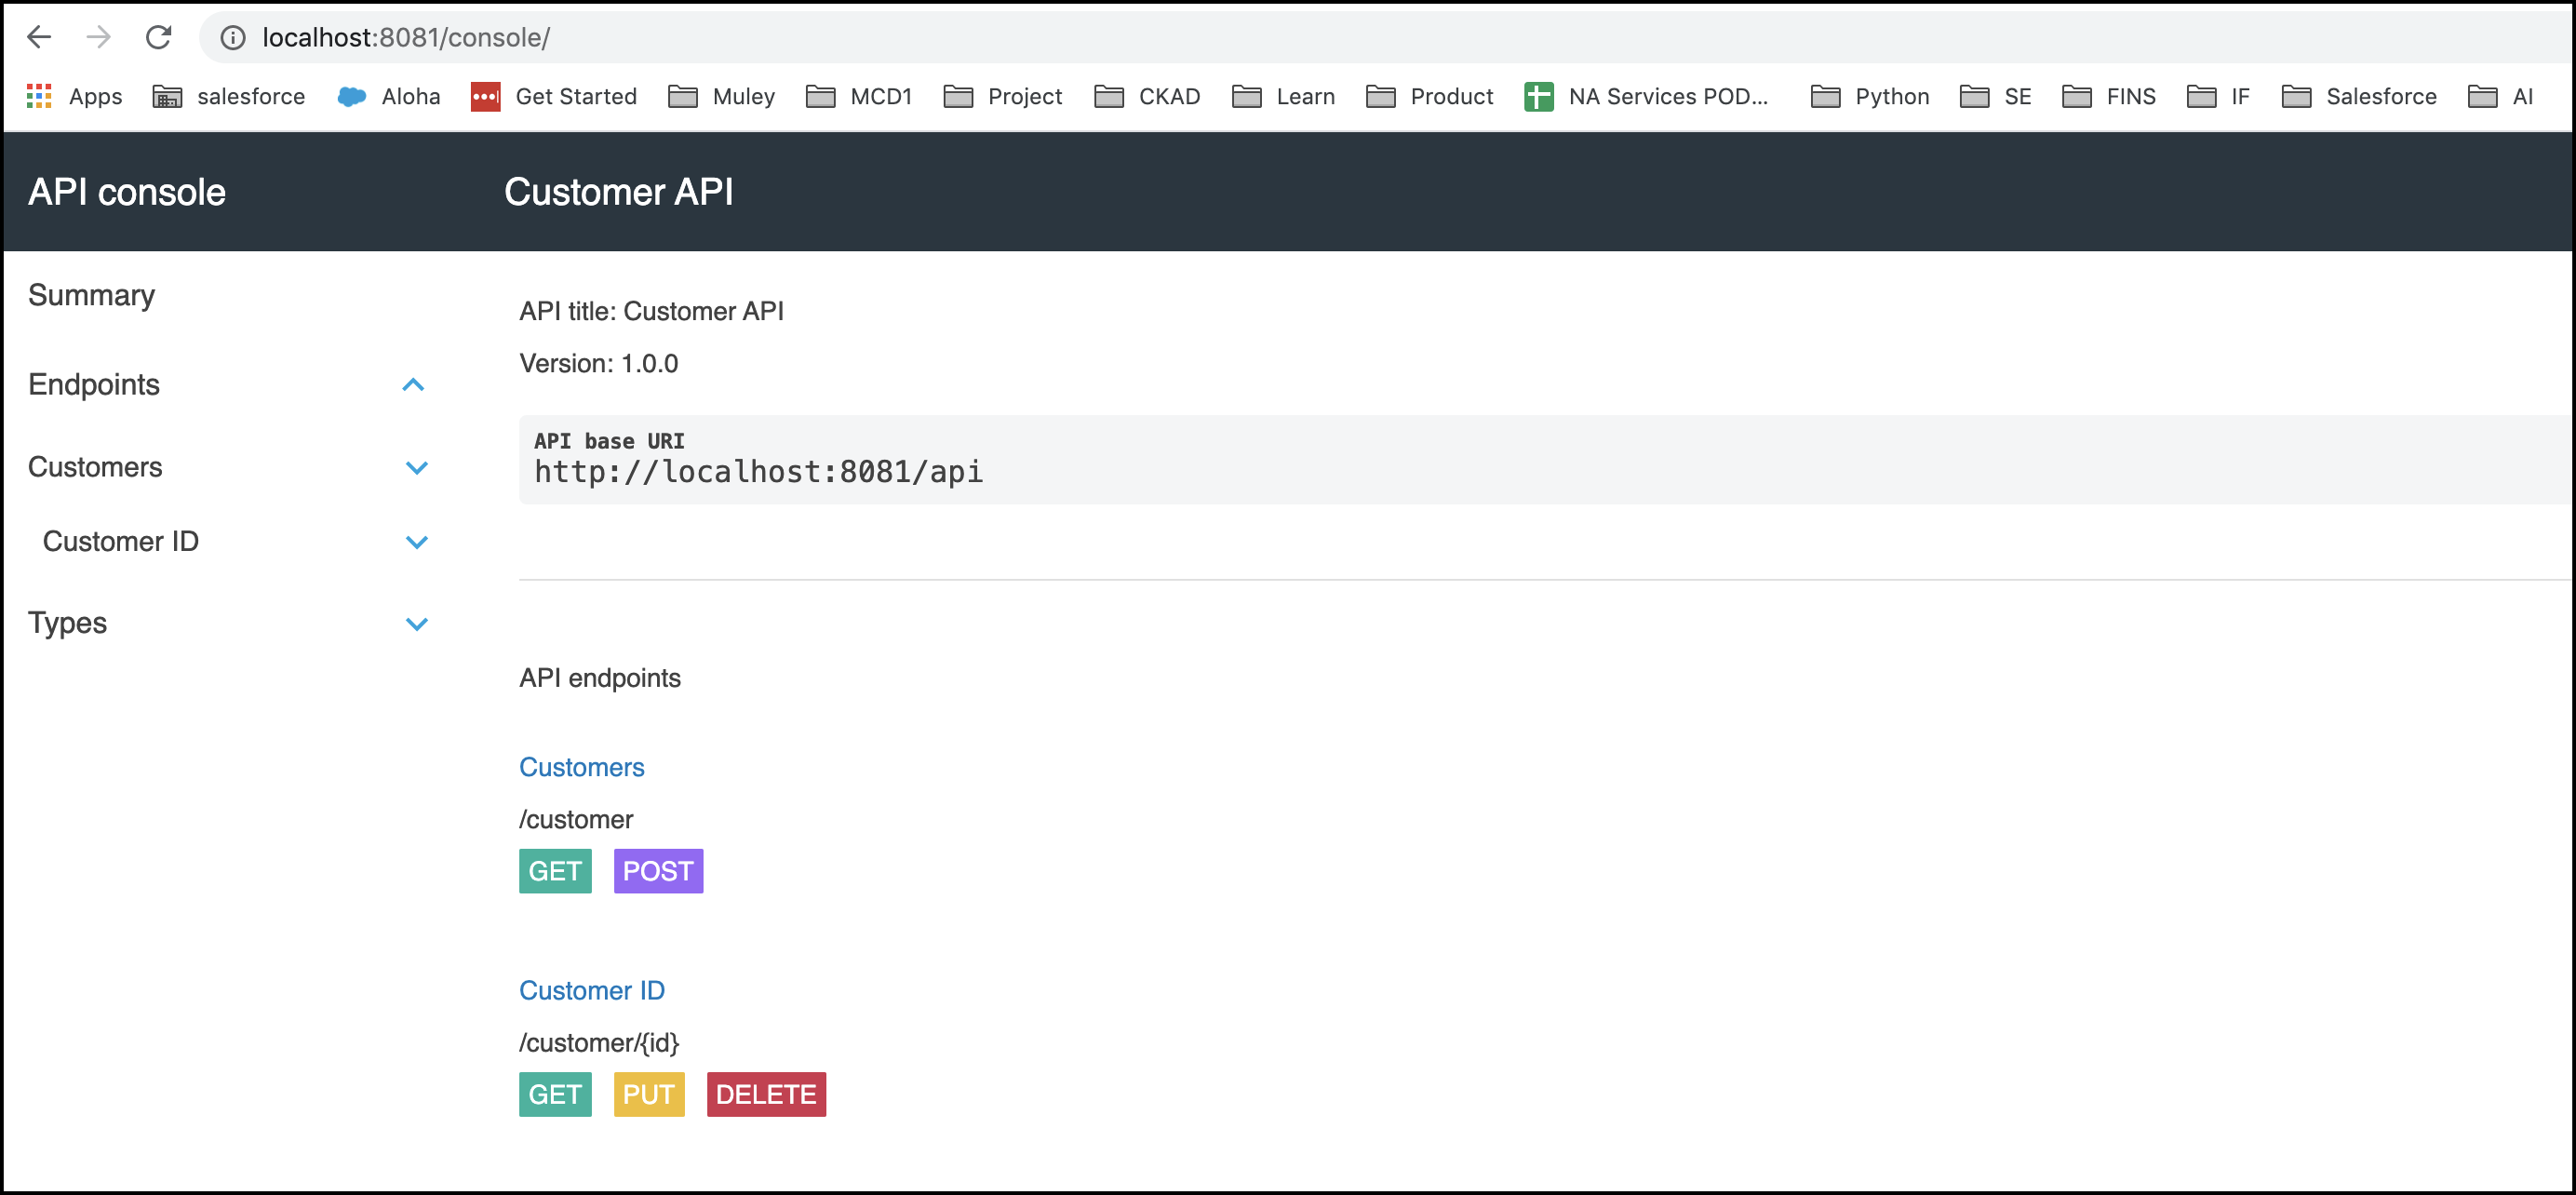 localhost:8081/console/
Apps salesforce Aloha Get Started Muley MCD1 Project CKAD Learn Product NA Services POD... Python SE FINS IF Salesforce AI
API console Customer API
Summary
Endpoints
Customers
Customer ID
Types
API title: Customer API
Version: 1.0.0
API base URI
http://localhost:8081/api
API endpoints
Customers
/customer
GET POST
Customer ID
/customer/{id}
GET PUT DELETE